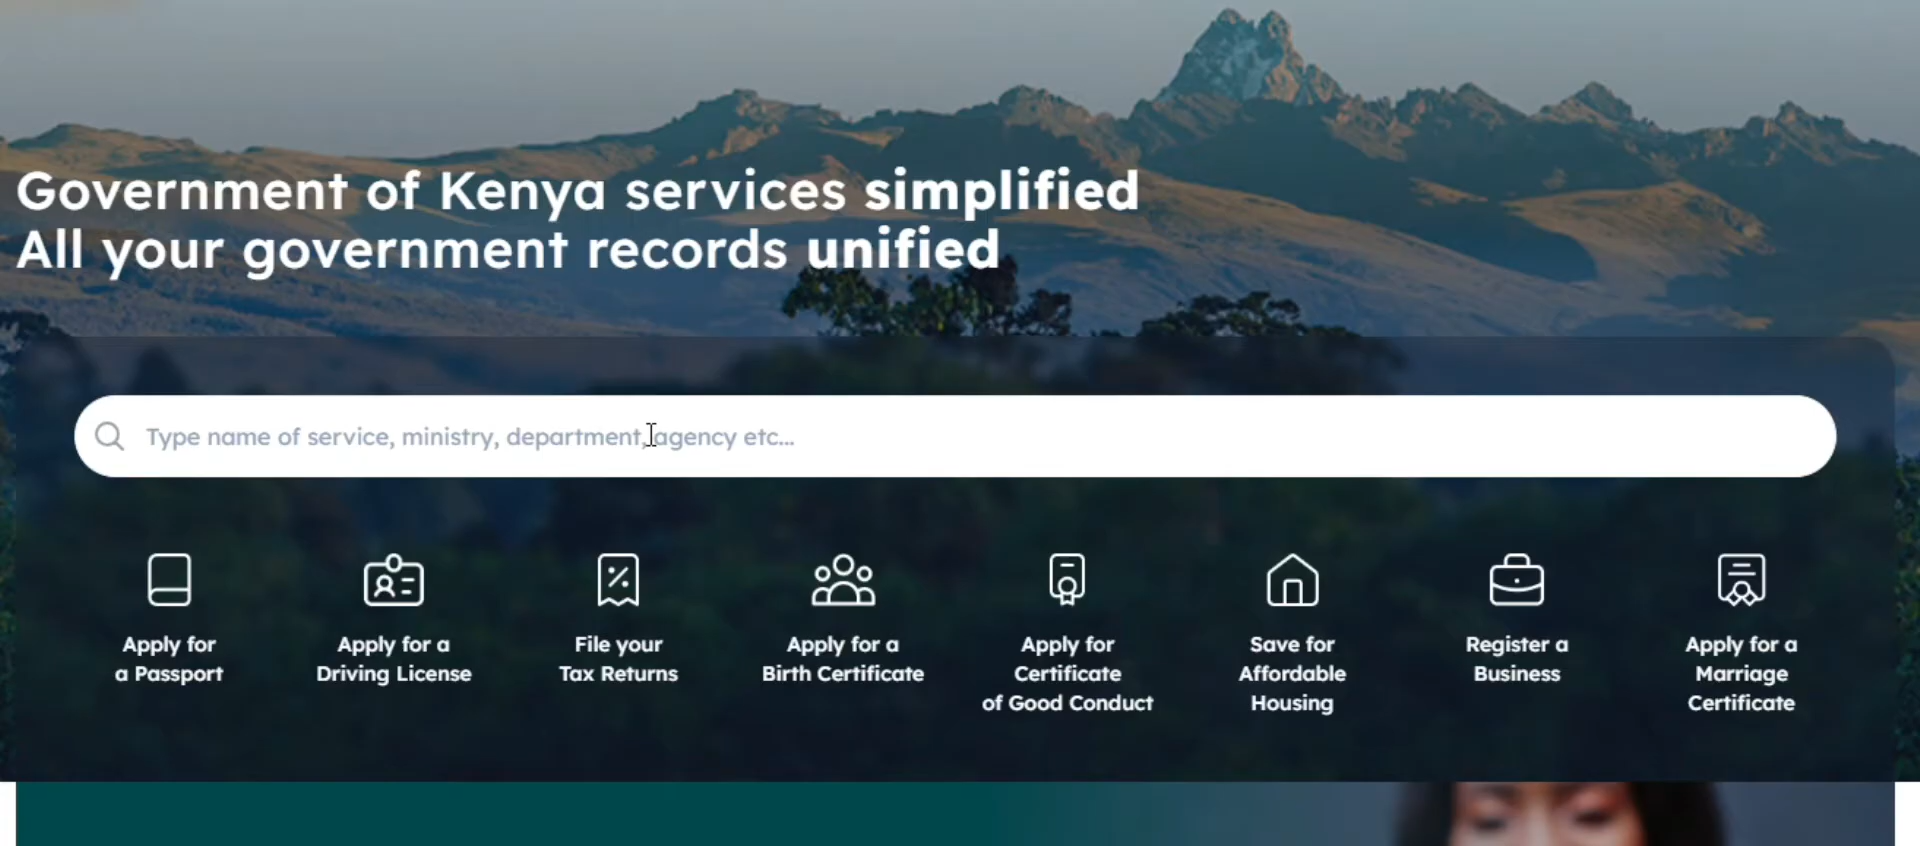 Government of Kenya services simplified
All your government records unified
Type name of service, ministry, department, agency etc...
Apply for
a Passport
Apply for a
Driving License
File your
Tax Returns
Apply for a
Birth Certificate
Apply for
Certificate
of Good Conduct
Save for
Affordable
Housing
Register a
Business
Apply for a
Marriage
Certificate